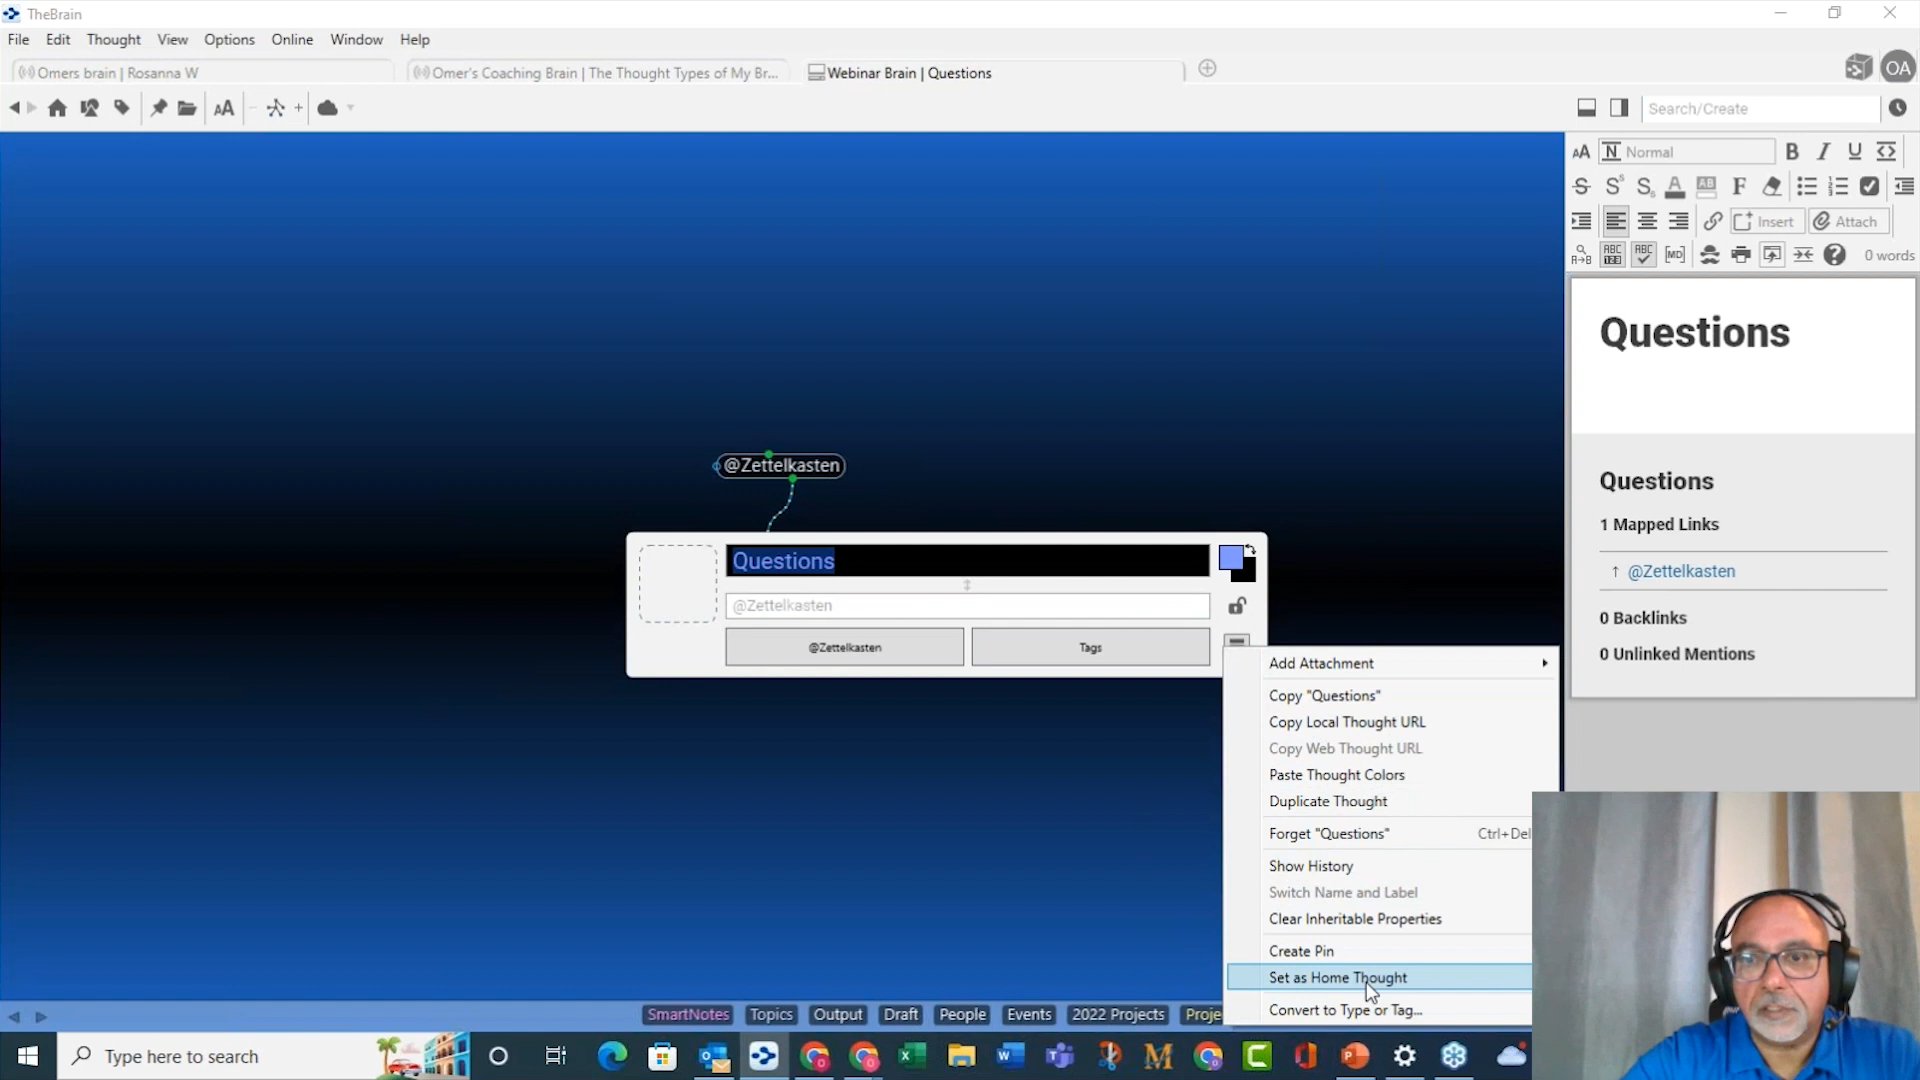 TheBrain
File Edit Thought View Options Online Window Help
Omers brain | Rosanna W
Omer's Coaching Brain | The Thought Types of My Br...
Webinar Brain | Questions
OA
AA
Search/Create
AA N Normal B I U
S S S A AB F
Insert Attach
A→B ABC 123 ABC MD 0 words
Questions
@Zettelkasten
Questions
@Zettelkasten
@Zettelkasten Tags
Questions
1 Mapped Links
↑ @Zettelkasten
0 Backlinks
0 Unlinked Mentions
Add Attachment
Copy "Questions"
Copy Local Thought URL
Copy Web Thought URL
Paste Thought Colors
Duplicate Thought
Forget "Questions" Ctrl+Del
Show History
Switch Name and Label
Clear Inheritable Properties
Create Pin
Set as Home Thought
Convert to Type or Tag...
SmartNotes Topics Output Draft People Events 2022 Projects Proje
Type here to search